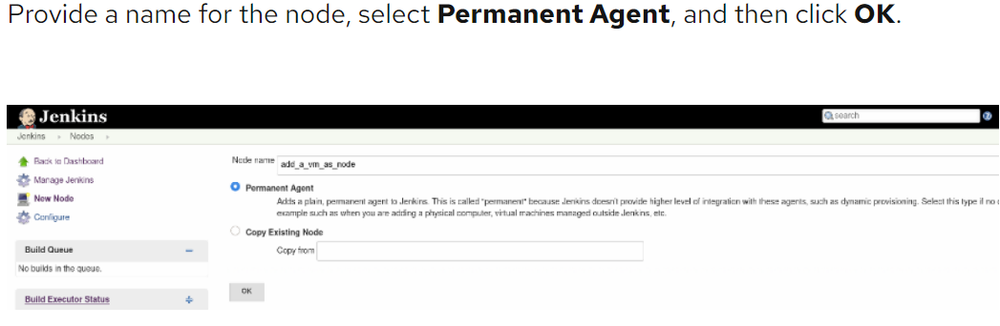 Provide a name for the node, select Permanent Agent, and then click OK.
Jenkins
search
Jenkins
Nodes
Back to Dashboard
Manage Jenkins
New Node
Configure
Build Queue
No builds in the queue.
Build Executor Status
Node name
add_a_vm_as_node
Permanent Agent
Adds a plain, permanent agent to Jenkins. This is called "permanent" because Jenkins doesn't provide higher level of integration with these agents, such as dynamic provisioning. Select this type if no
example such as when you are adding a physical computer, virtual machines managed outside Jenkins, etc.
Copy Existing Node
Copy from
OK